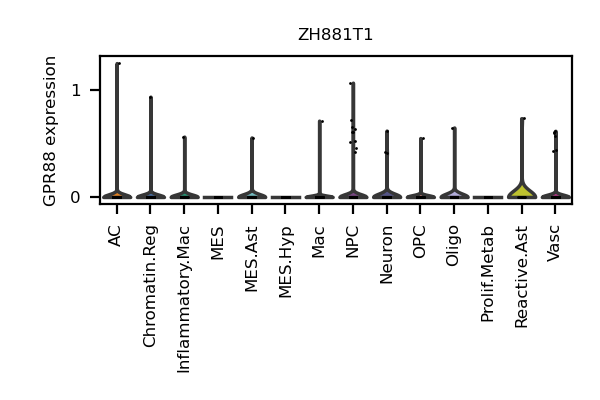 ZH881T1
GPR88 expression
1
0
AC
Chromatin.Reg
Inflammatory.Mac
MES
MES.Ast
MES.Hyp
Mac
NPC
Neuron
OPC
Oligo
Prolif.Metab
Reactive.Ast
Vasc